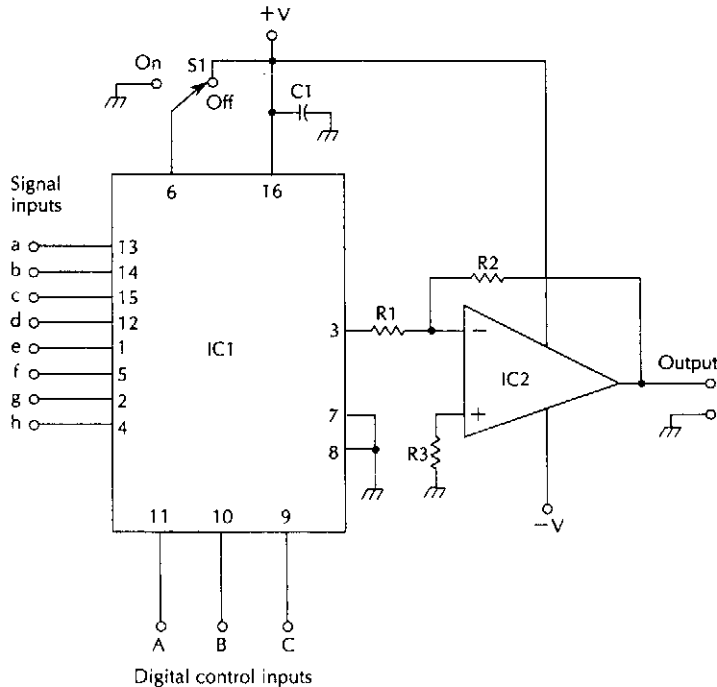 +V
On
S1
Off
C1
Signal
inputs
6
16
a
13
b
14
c
15
d
12
e
1
f
5
g
2
h
4
IC1
3
7
8
R1
R2
−
IC2
+
R3
Output
−V
11
10
9
A
B
C
Digital control inputs